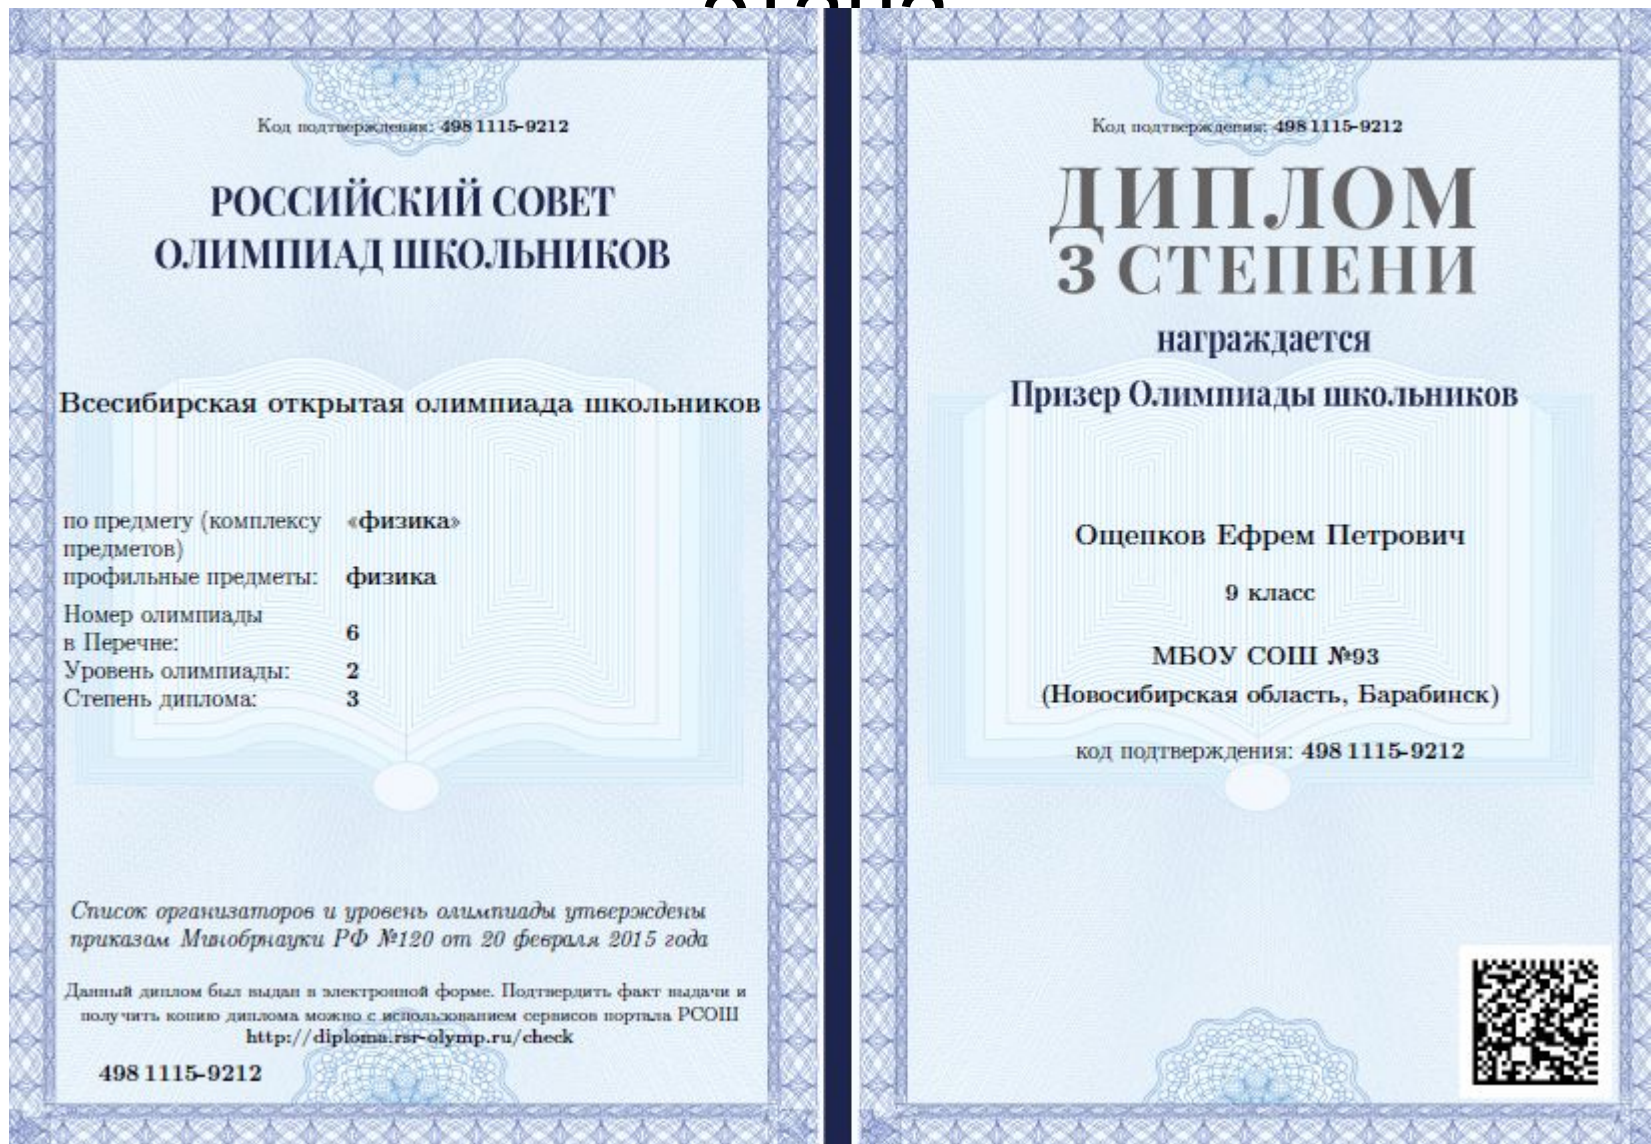 Код подтверждения: 498 1115-9212
РОССИЙСКИЙ СОВЕТ
ОЛИМПИАД ШКОЛЬНИКОВ
Всесибирская открытая олимпиада школьников
по предмету (комплексу «физика»
предметов)
профильные предметы: физика
Номер олимпиады
в Перечне: 6
Уровень олимпиады: 2
Степень диплома: 3
Список организаторов и уровень олимпиады утверждены
приказом Минобрнауки РФ №120 от 20 февраля 2015 года
Данный диплом был выдан в электронной форме. Подтвердить факт выдачи и
получить копию диплома можно с использованием сервисов портала РСОШ
http://diploma.rsr-olymp.ru/check
498 1115-9212
Код подтверждения: 498 1115-9212
ДИПЛОМ
3 СТЕПЕНИ
награждается
Призер Олимпиады школьников
Ощепков Ефрем Петрович
9 класс
МБОУ СОШ №93
(Новосибирская область, Барабинск)
код подтверждения: 498 1115-9212